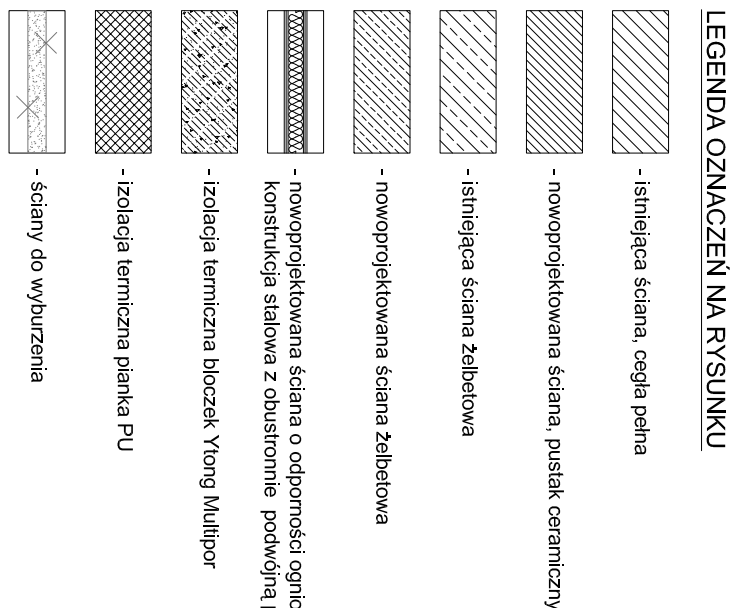 LEGENDA OZNACZEŃ NA RYSUNKU
- istniejąca ściana, cegła pełna
- nowoprojektowana ściana, pustak ceramiczny
- istniejąca ściana żelbetowa
- nowoprojektowana ściana żelbetowa
- nowoprojektowana ściana o odporności
konstrukcja stalowa z obustronnie podwójną
- izolacja termiczna bloczek Ytong Multipor
- izolacja termiczna pianka PU
- ściany do wyburzenia